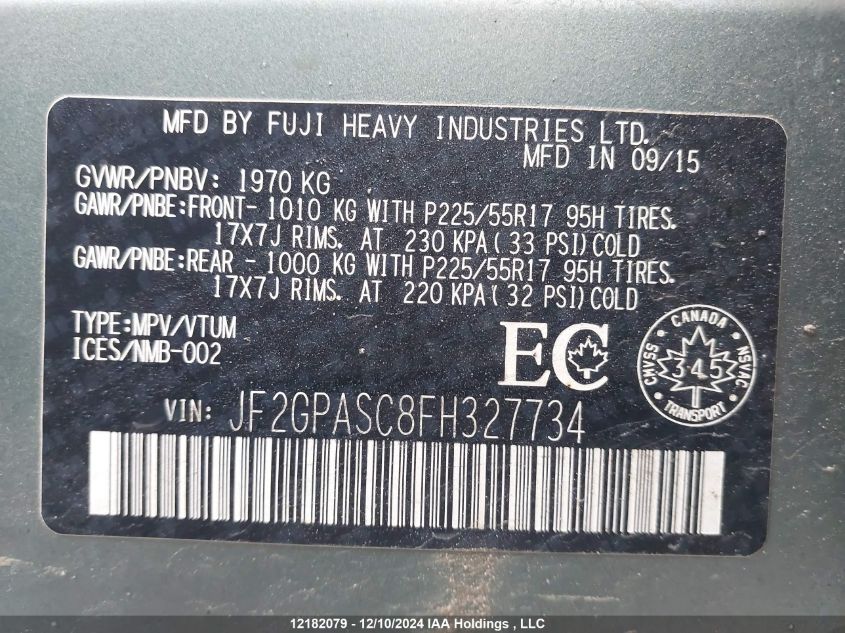 MFD BY FUJI HEAVY INDUSTRIES LTD.
MFD IN 09/15
GVWR/PNBV: 1970 KG
GAWR/PNBE:FRONT- 1010 KG WITH P225/55R17 95H TIRES.
17X7J RIMS. AT 230 KPA(33 PSI)COLD
GAWR/PNBE:REAR - 1000 KG WITH P225/55R17 95H TIRES.
17X7J RIMS. AT 220 KPA(32 PSI)COLD
TYPE:MPV/VTUM
ICES/NMB-002
EC
CANADA
CMVSS
345
NSVAC
TRANSPORT
VIN: JF2GPASC8FH327734
12182079 - 12/10/2024 IAA Holdings , LLC